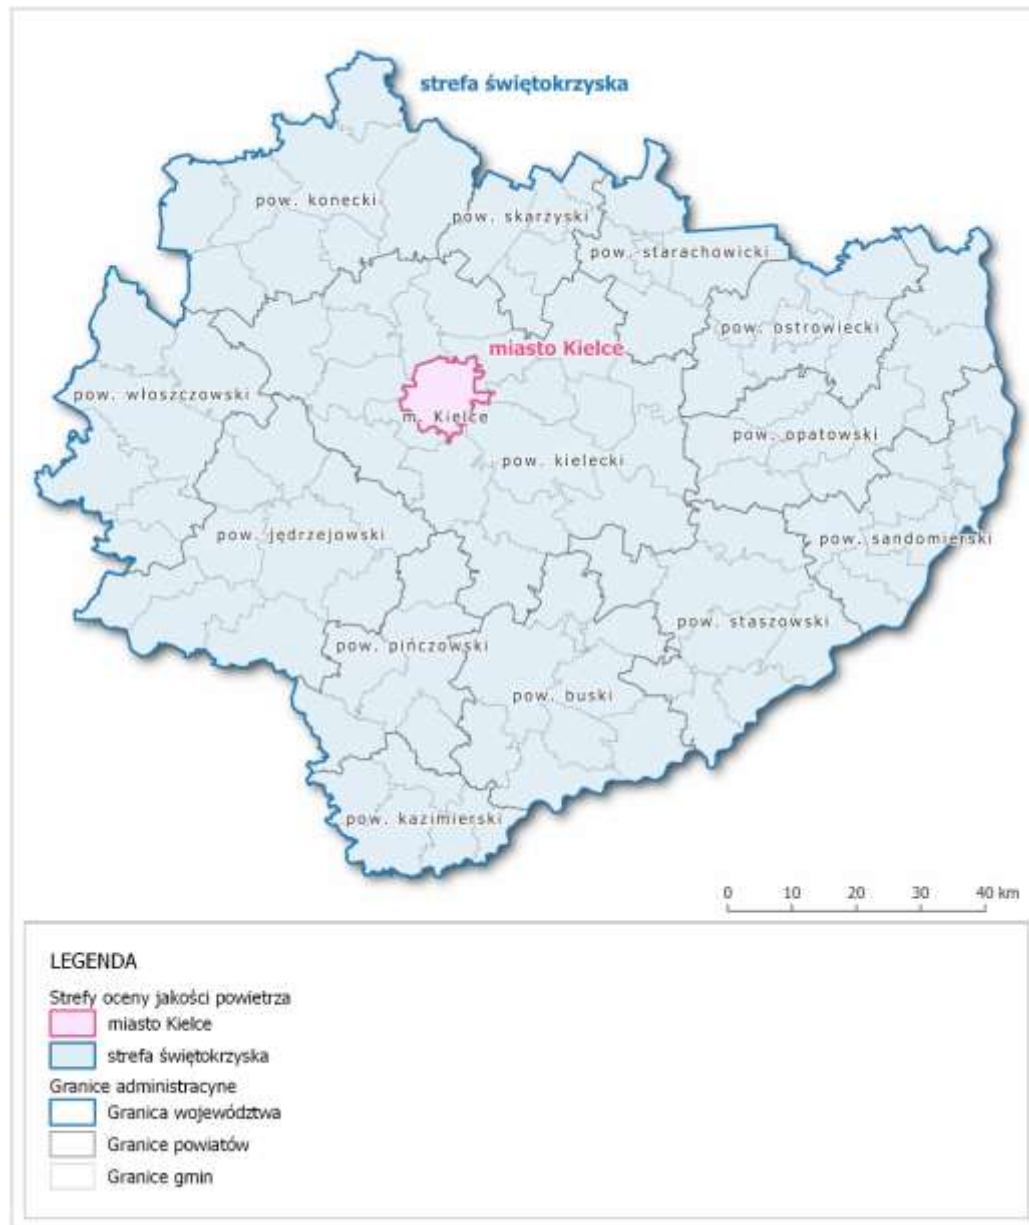 strefa świętokrzyska
pow. konecki
pow. skarżyski
pow. starachowicki
pow. ostrowiecki
miasto Kielce
pow. włoszczowski
m. Kielce
pow. opatowski
pow. kielecki
pow. jędrzejowski
pow. sandomierski
pow. staszowski
pow. pińczowski
pow. buski
pow. kazimierski
0 10 20 30 40 km
LEGENDA
Strefy oceny jakości powietrza
miasto Kielce
strefa świętokrzyska
Granice administracyjne
Granica województwa
Granice powiatów
Granice gmin